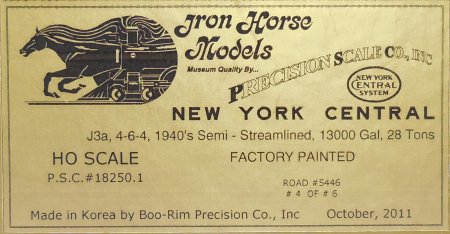 Iron Horse
Models
Museum Quality By...
PRECISION SCALE CO., INC
NEW YORK
CENTRAL
SYSTEM
NEW YORK CENTRAL
J3a, 4-6-4, 1940's Semi - Streamlined, 13000 Gal, 28 Tons
HO SCALE
FACTORY PAINTED
P.S.C.#18250.1
ROAD #5446
# 4 OF # 6
Made in Korea by Boo-Rim Precision Co., Inc
October, 2011